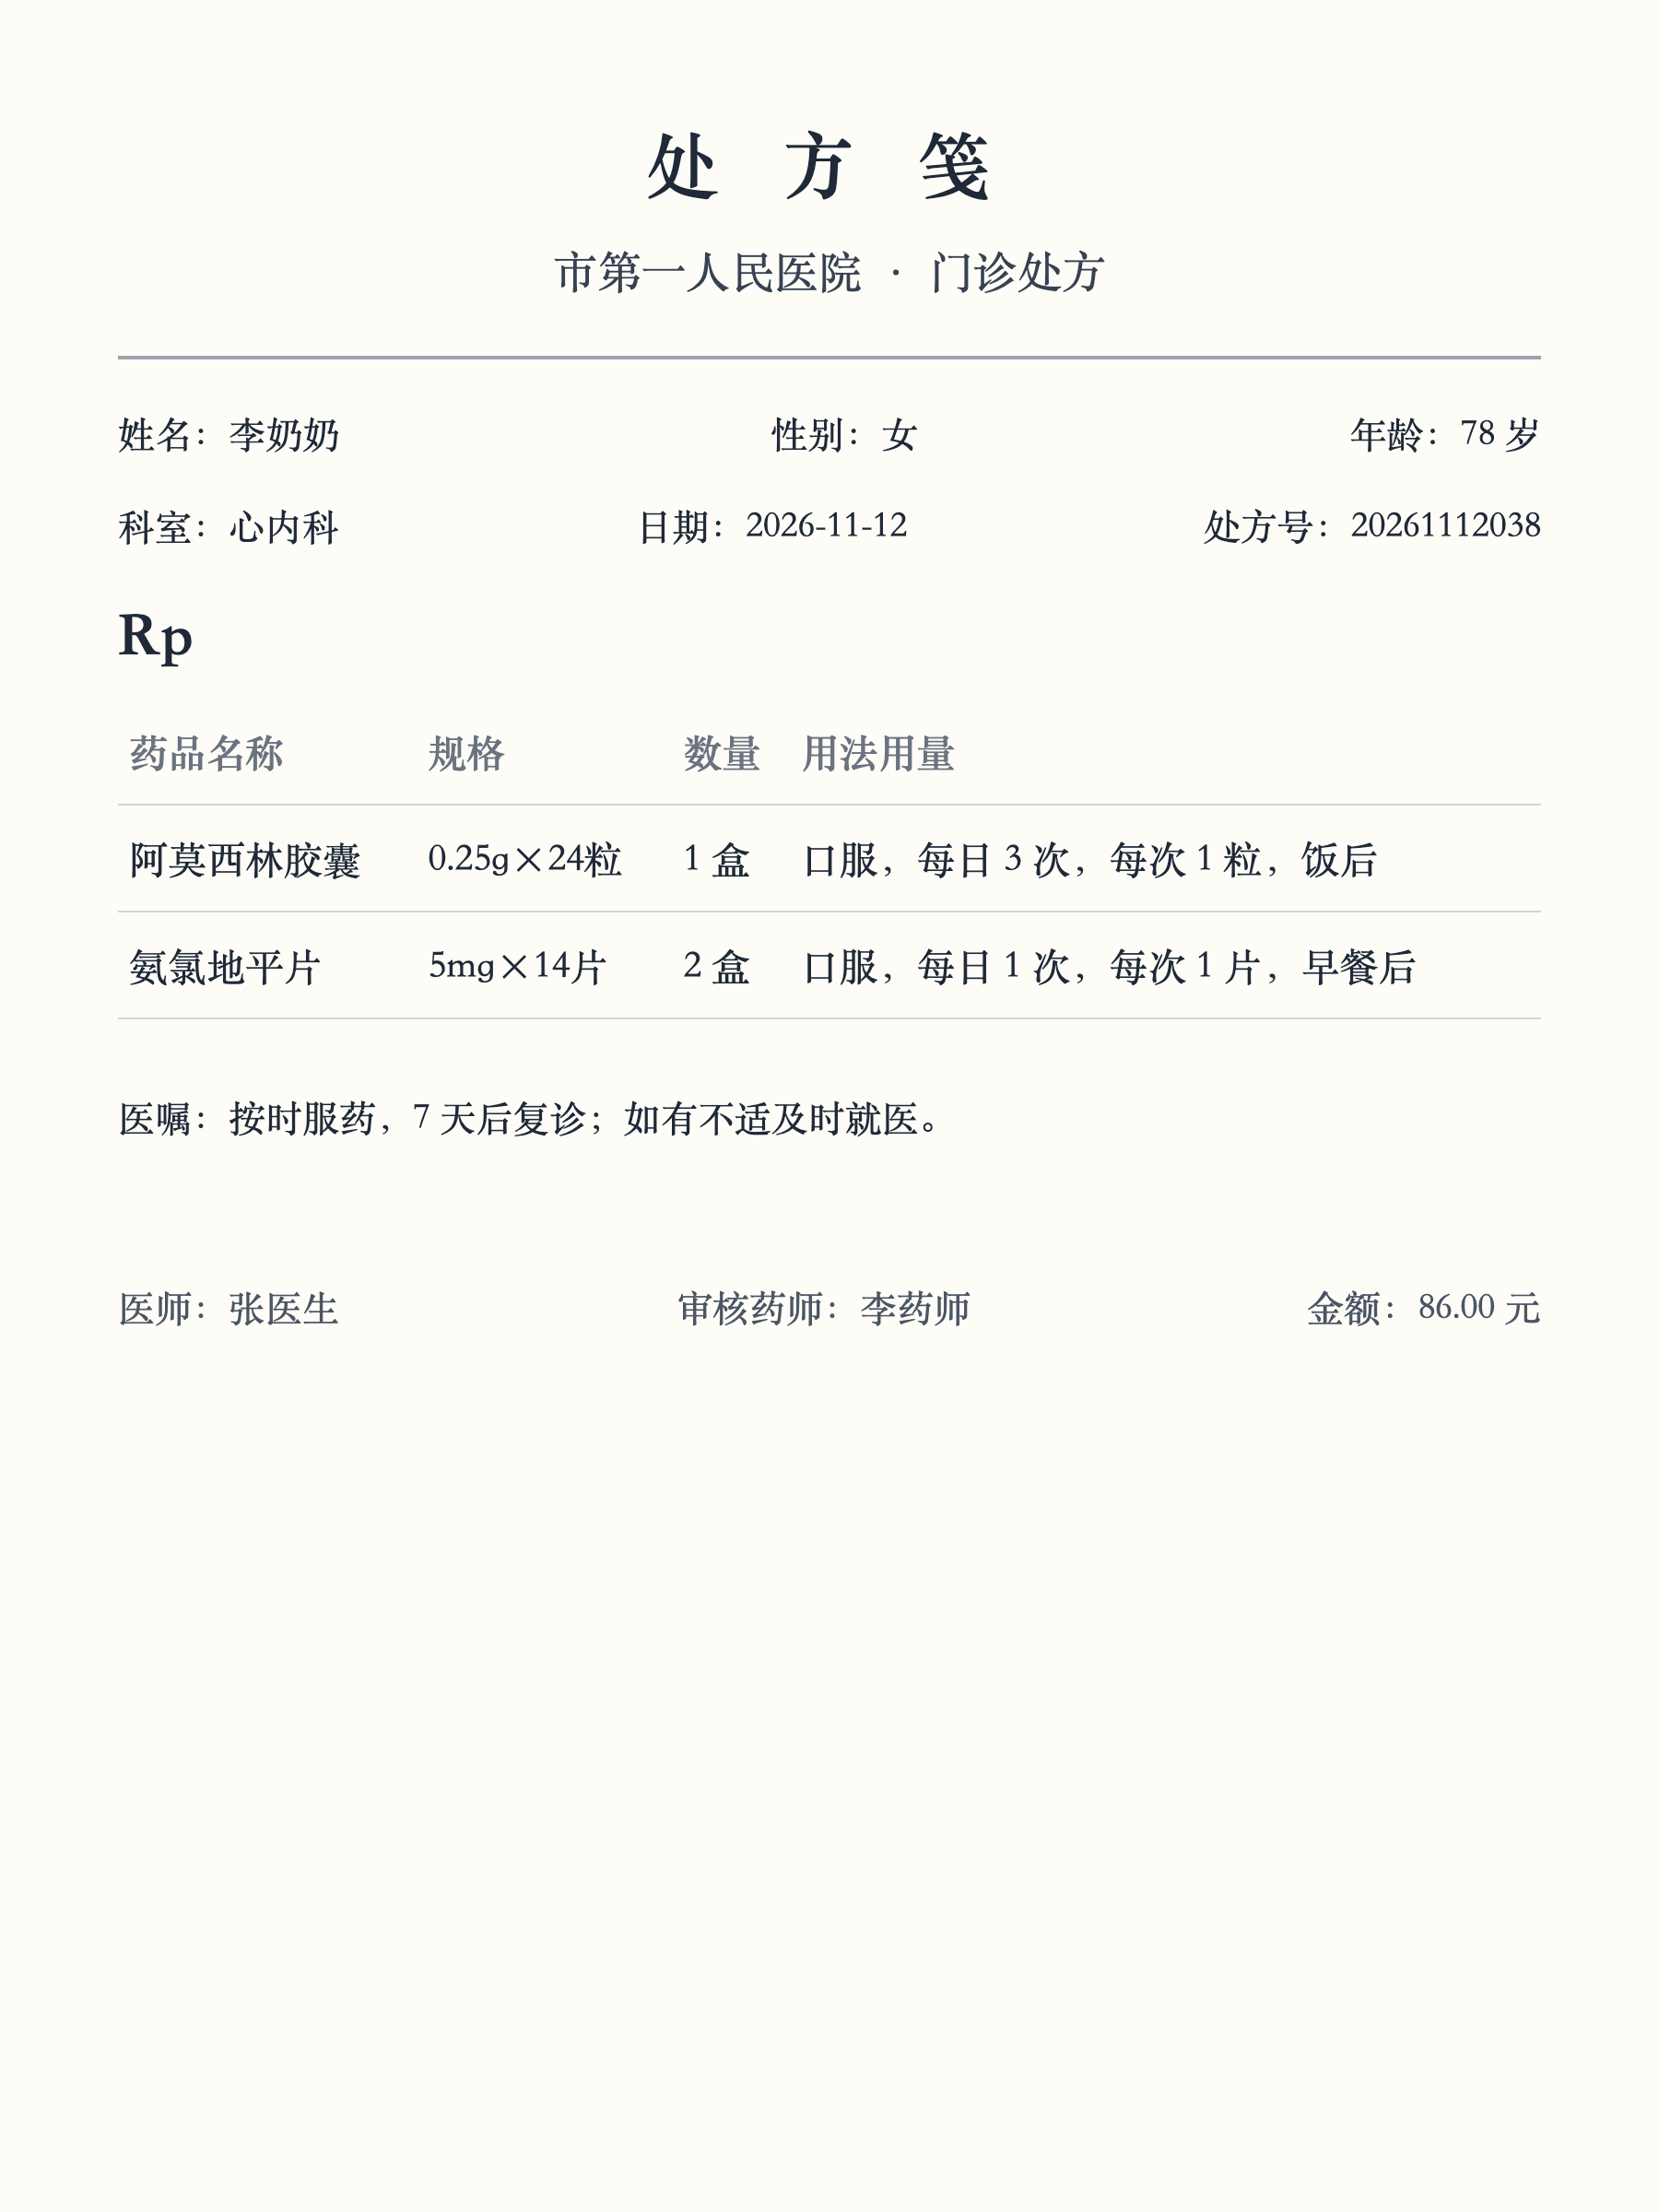 处 方 笺
市第一人民医院 · 门诊处方
姓名：李奶奶 性别：女 年龄：78 岁
科室：心内科 日期：2026-11-12 处方号：20261112038
Rp
药品名称 规格 数量 用法用量
阿莫西林胶囊 0.25g×24粒 1 盒 口服，每日 3 次，每次 1 粒，饭后
氨氯地平片 5mg×14片 2 盒 口服，每日 1 次，每次 1 片，早餐后
医嘱：按时服药，7 天后复诊；如有不适及时就医。
医师：张医生 审核药师：李药师 金额：86.00 元